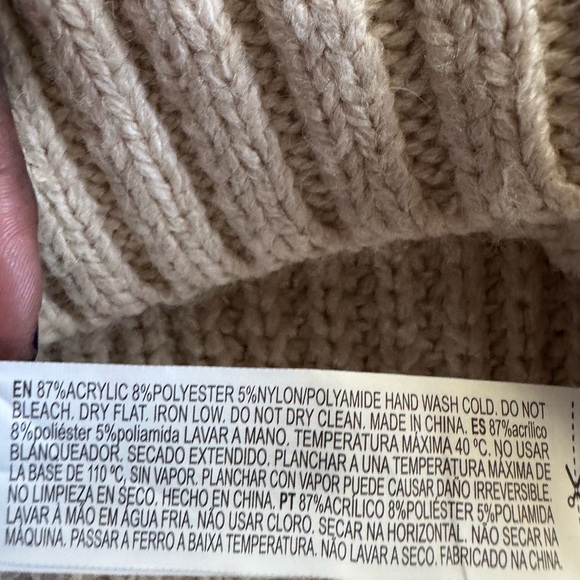 EN 87%ACRYLIC 8%POLYESTER 5%NYLON/POLYAMIDE HAND WASH COLD. DO NOT
BLEACH. DRY FLAT. IRON LOW. DO NOT DRY CLEAN. MADE IN CHINA. ES 87%acrílico
8%poliéster 5%poliamida LAVAR A MANO. TEMPERATURA MÁXIMA 40 ºC. NO USAR
BLANQUEADOR. SECADO EXTENDIDO. PLANCHAR A UNA TEMPERATURA MÁXIMA DE
LA BASE DE 110 ºC, SIN VAPOR. PLANCHAR CON VAPOR PUEDE CAUSAR DAÑO IRREVERSIBLE.
NO LIMPIEZA EN SECO. HECHO EN CHINA. PT 87%ACRÍLICO 8%POLIÉSTER 5%POLIAMIDA
LAVAR À MÃO EM ÁGUA FRIA. NÃO USAR CLORO. SECAR NA HORIZONTAL. NÃO SECAR NA
MÁQUINA. PASSAR A FERRO A BAIXA TEMPERATURA. NÃO LAVAR A SECO. FABRICADO NA CHINA.